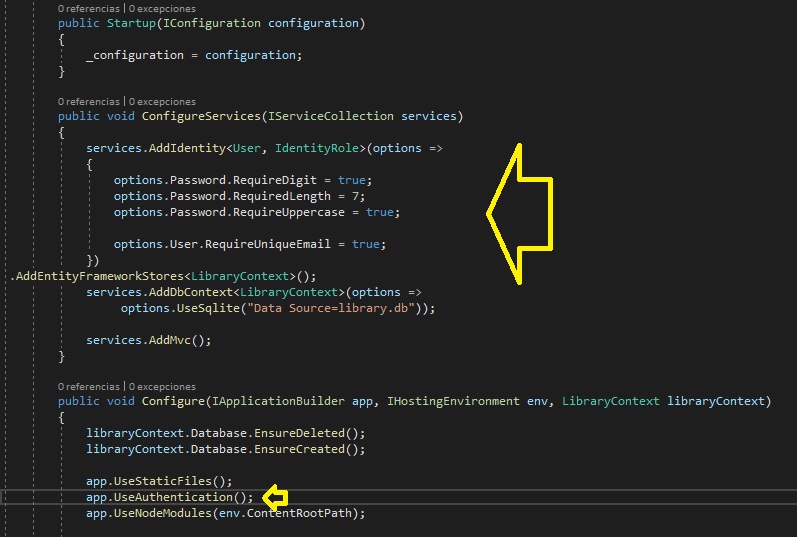 0 referencias | 0 excepciones
public Startup(IConfiguration configuration)
{
_configuration = configuration;
}
0 referencias | 0 excepciones
public void ConfigureServices(IServiceCollection services)
{
services.AddIdentity<User, IdentityRole>(options =>
{
options.Password.RequireDigit = true;
options.Password.RequiredLength = 7;
options.Password.RequireUppercase = true;
options.User.RequireUniqueEmail = true;
})
.AddEntityFrameworkStores<LibraryContext>();
services.AddDbContext<LibraryContext>(options =>
options.UseSqlite("Data Source=library.db"));
services.AddMvc();
}
0 referencias | 0 excepciones
public void Configure(IApplicationBuilder app, IHostingEnvironment env, LibraryContext libraryContext)
{
libraryContext.Database.EnsureDeleted();
libraryContext.Database.EnsureCreated();
app.UseStaticFiles();
app.UseAuthentication();
app.UseNodeModules(env.ContentRootPath);